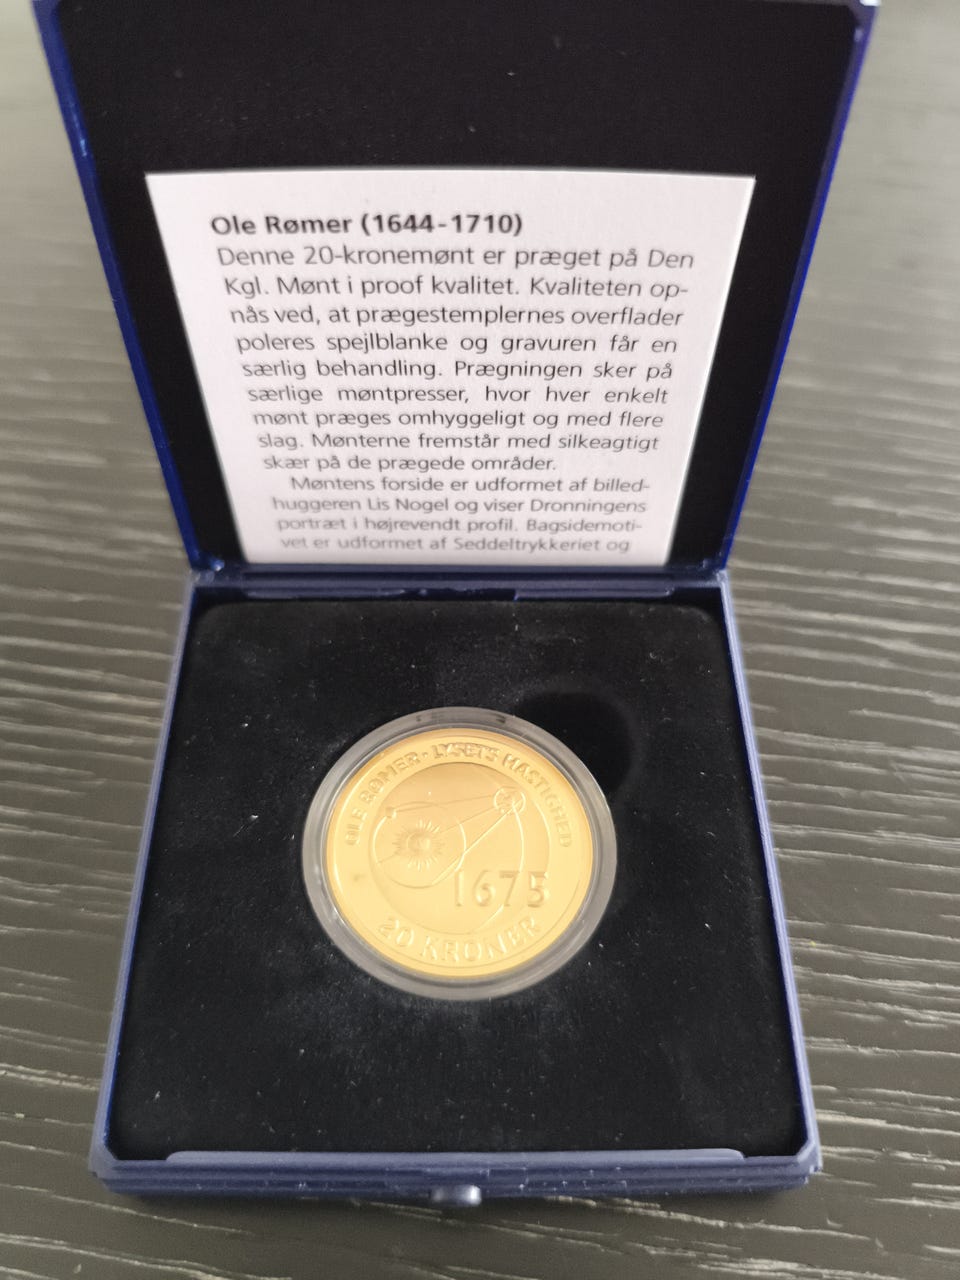 Ole Rømer (1644-1710)
Denne 20-kronemønt er præget på Den
Kgl. Mønt i proof kvalitet. Kvaliteten op-
nås ved, at prægestemplernes overflader
poleres spejlblanke og gravuren får en
særlig behandling. Prægningen sker på
særlige møntpresser, hvor hver enkelt
mønt præges omhyggeligt og med flere
slag. Mønterne fremstår med silkeagtigt
skær på de prægede områder.
Møntens forside er udformet af billed-
huggeren Lis Nogel og viser Dronningens
portræt i højrevendt profil. Bagsidemoti-
vet er udformet af Seddeltrykkeriet og
OLE RØMER · LYSETS HASTIGHED
1675
20 KRONER